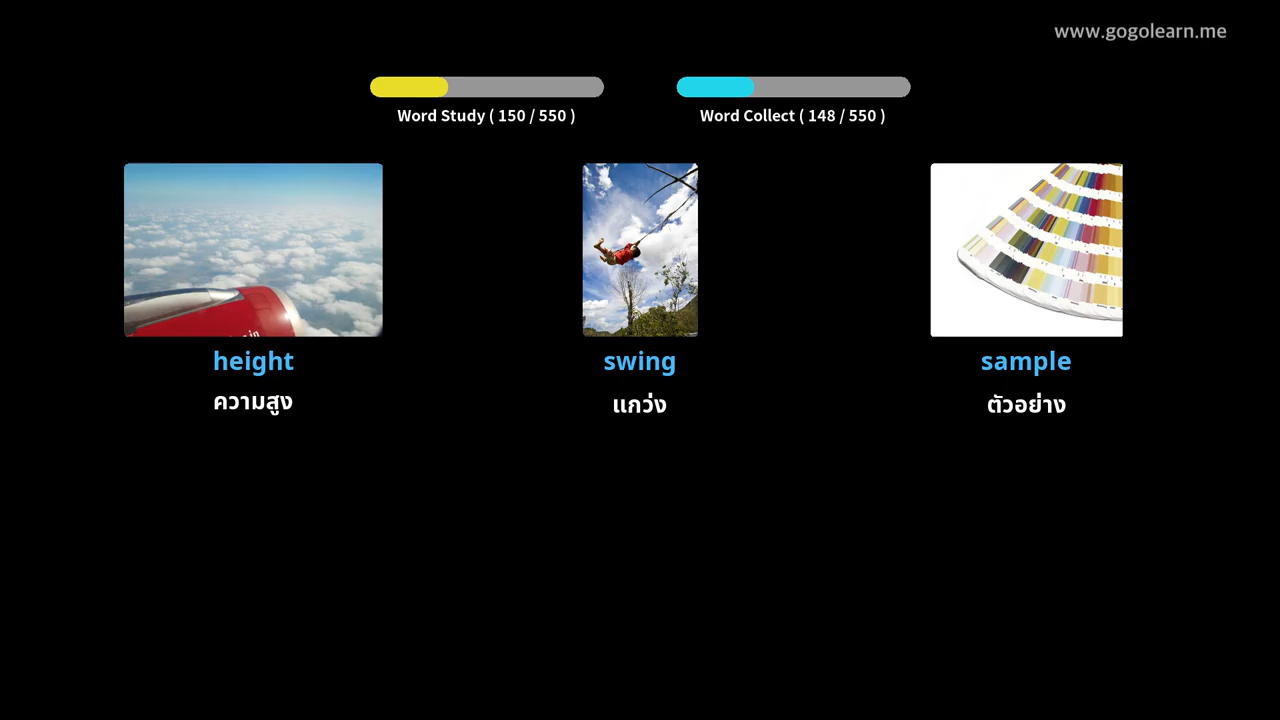 www.gogolearn.me
Word Study ( 150 / 550 )
Word Collect ( 148 / 550 )
height
swing
sample
ความสูง
แกว่ง
ตัวอย่าง